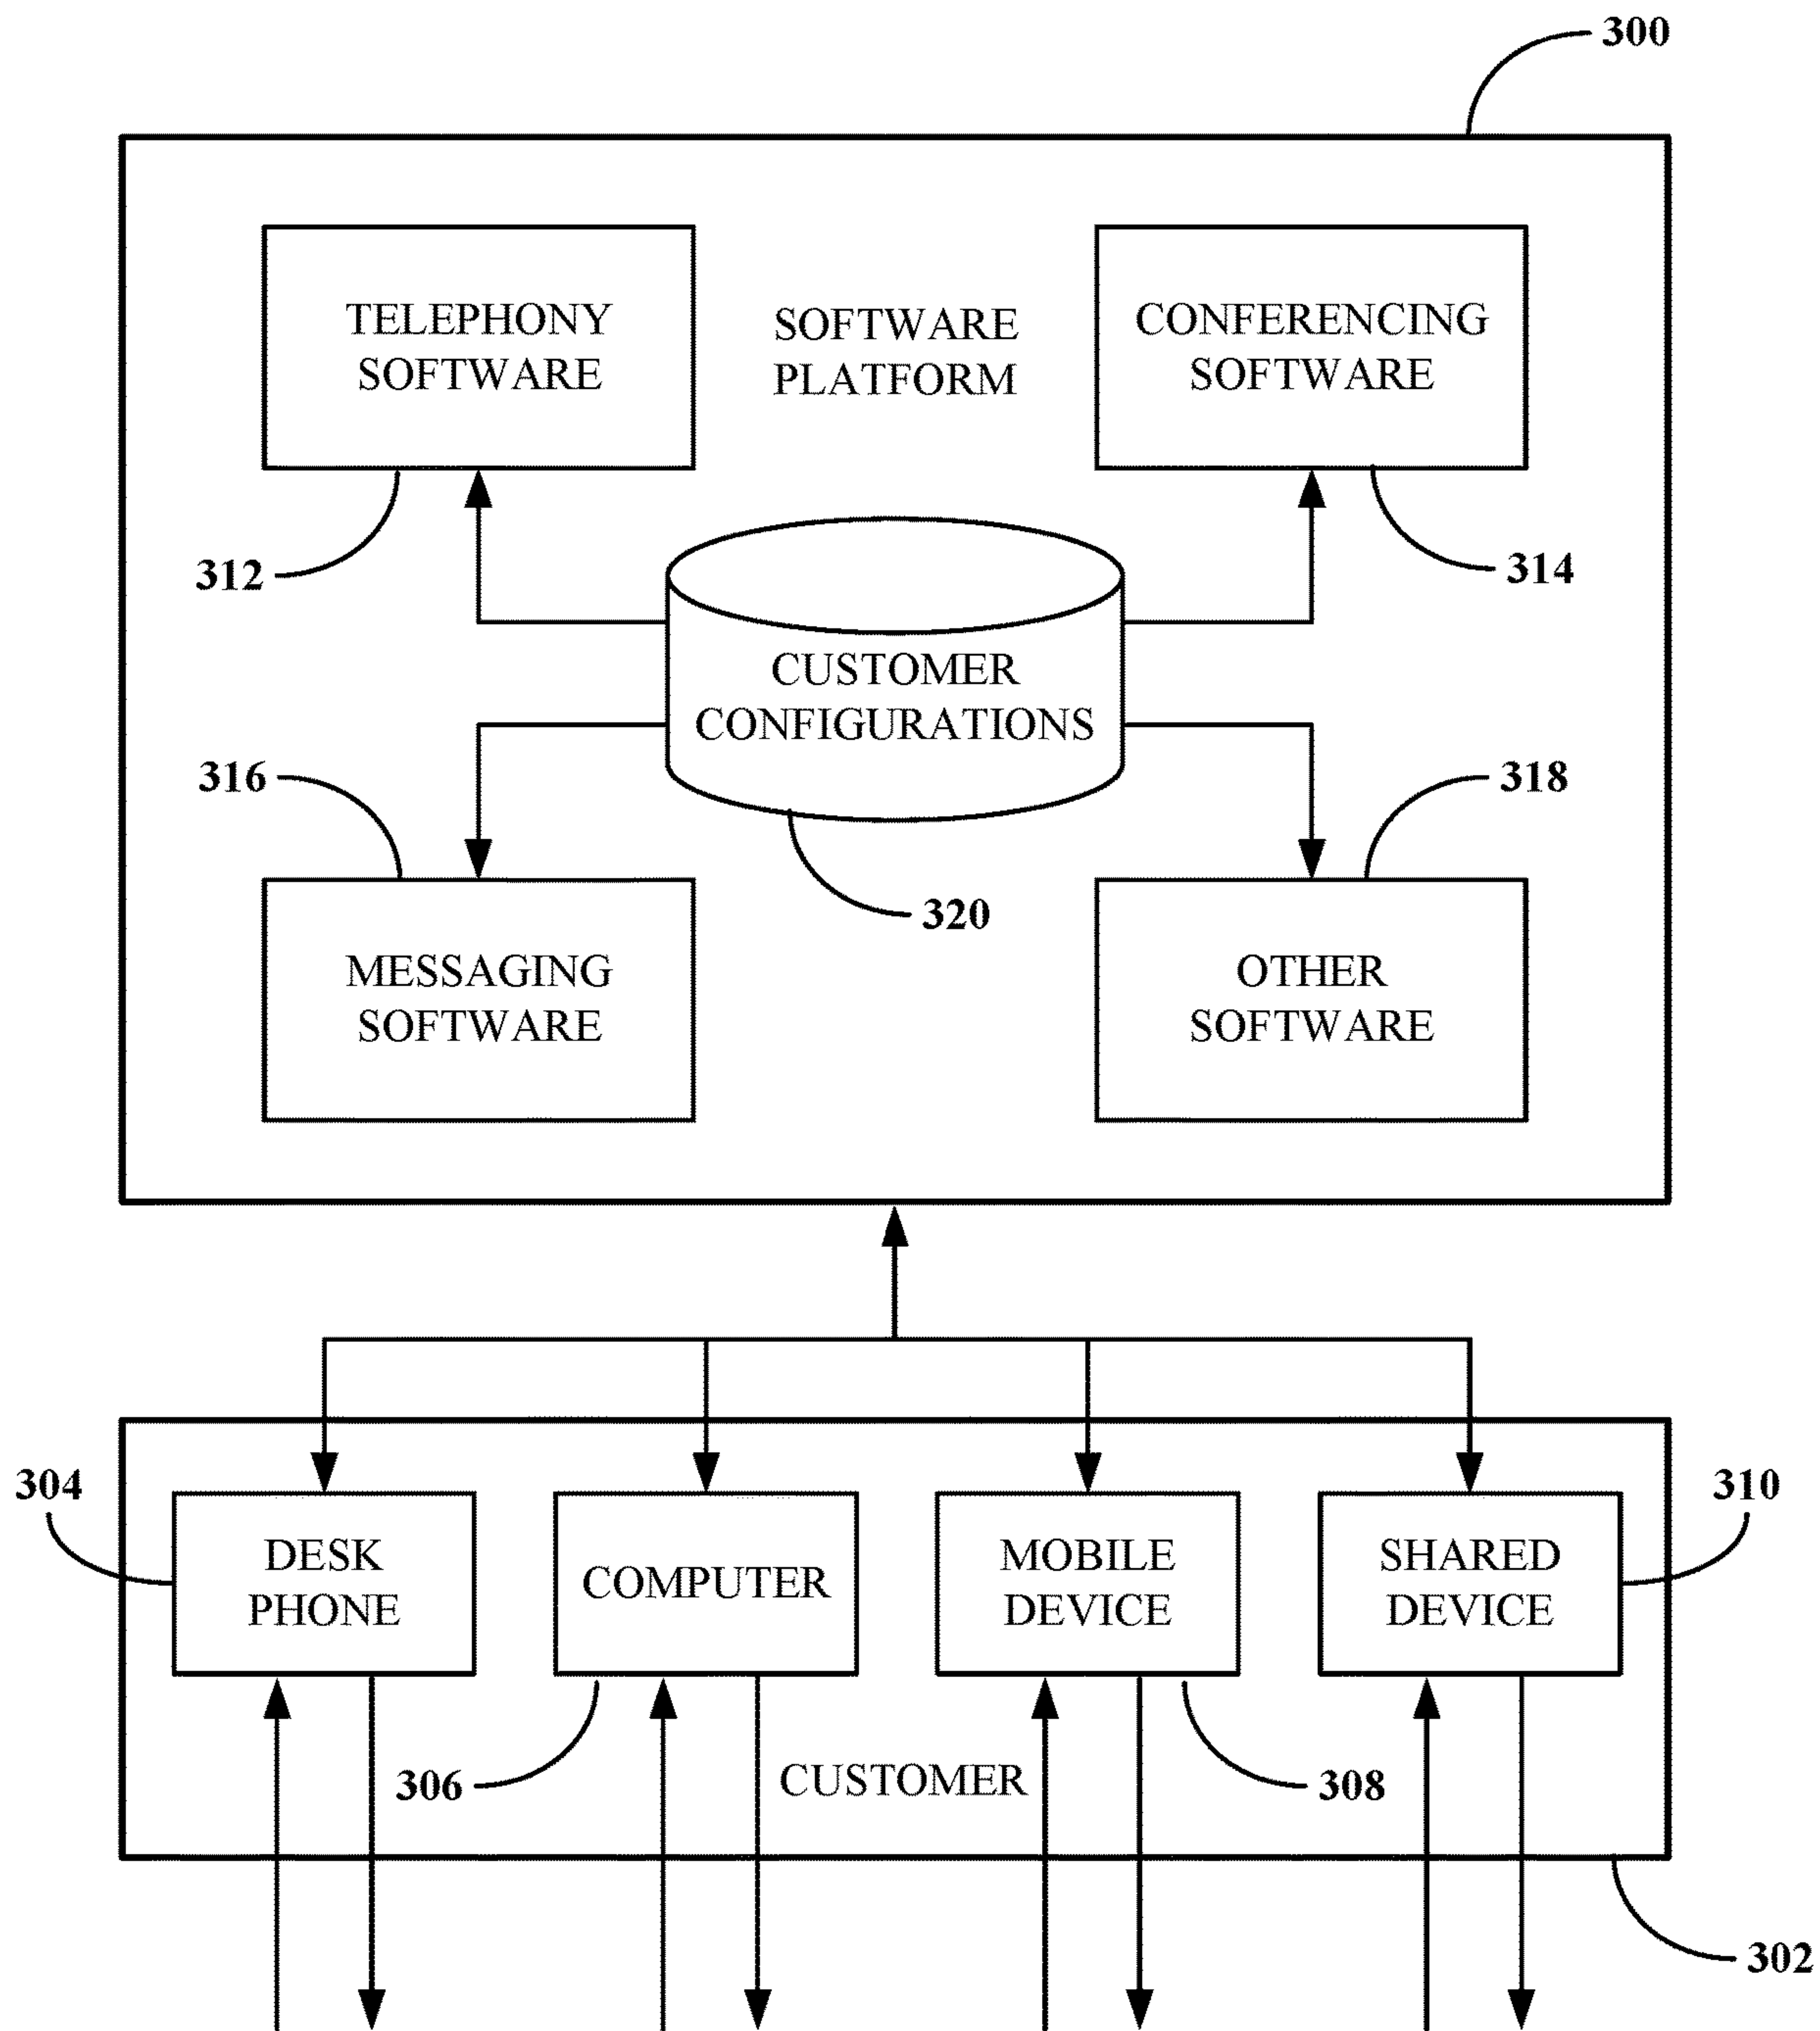 300
TELEPHONY
SOFTWARE
SOFTWARE
PLATFORM
CONFERENCING
SOFTWARE
312
314
CUSTOMER
CONFIGURATIONS
316
318
320
MESSAGING
SOFTWARE
OTHER
SOFTWARE
304
310
DESK
PHONE
COMPUTER
MOBILE
DEVICE
SHARED
DEVICE
306
CUSTOMER
308
302